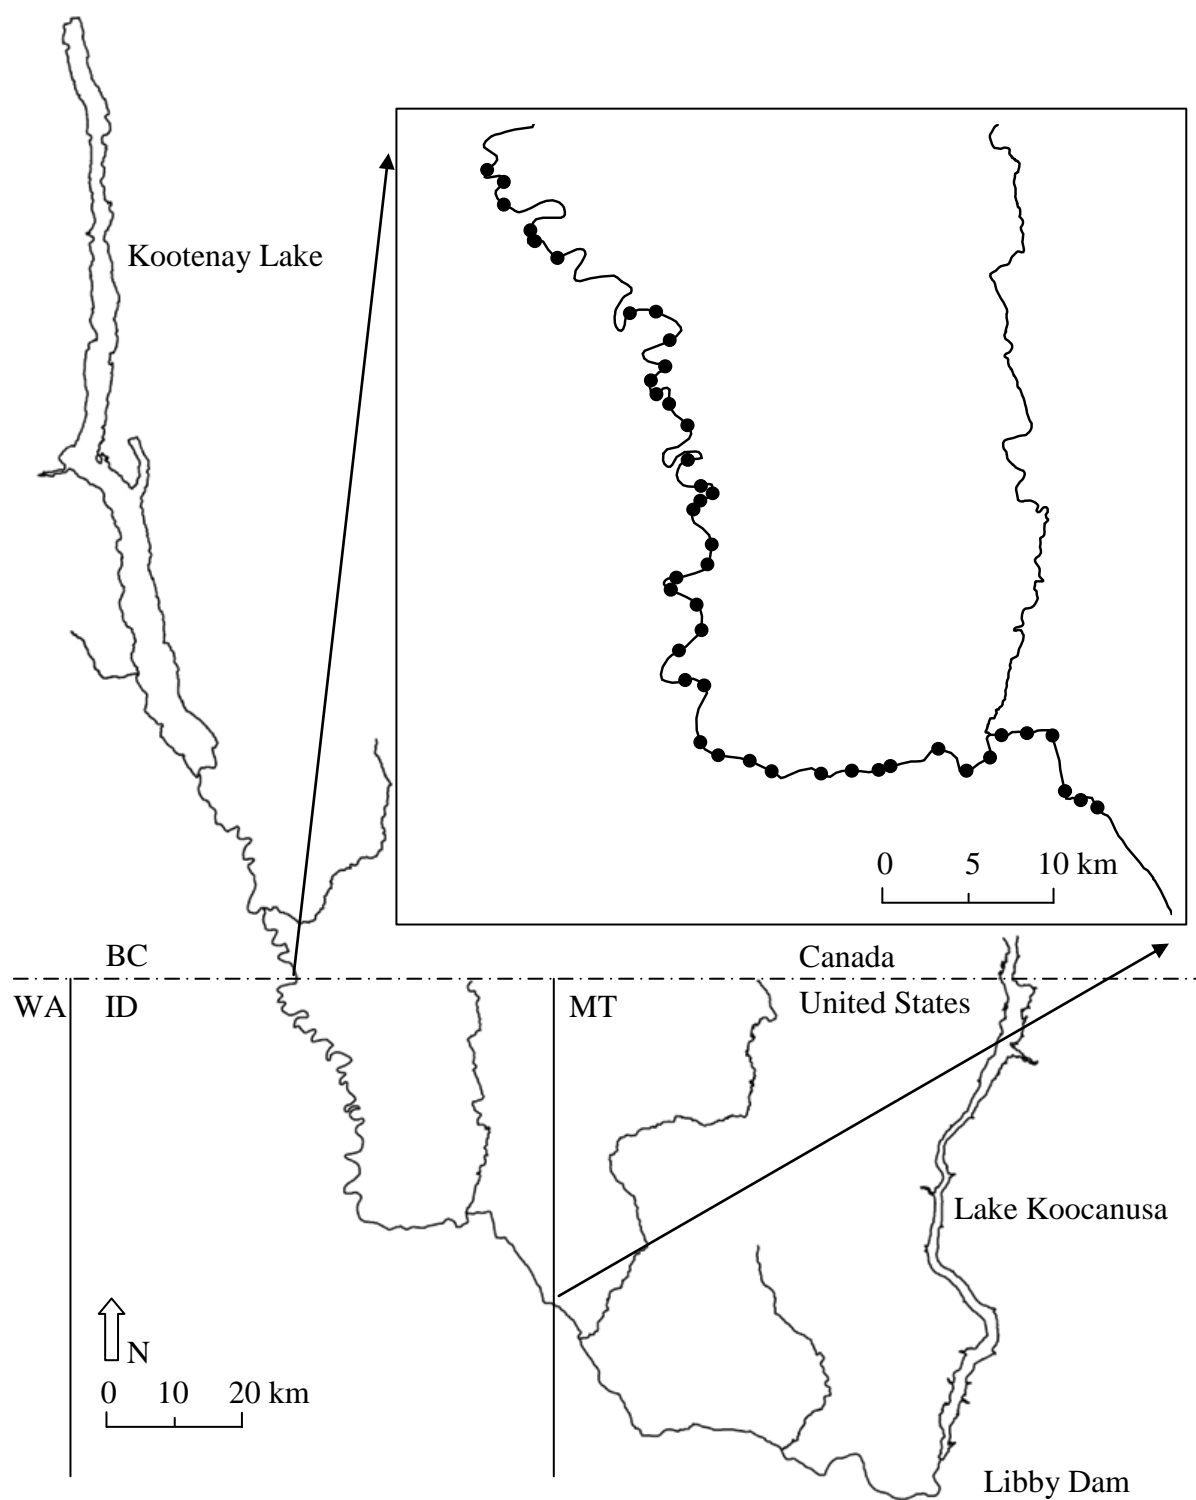 Kootenay Lake
0 5 10 km
BC
Canada
WA
ID
MT
United States
Lake Koocanusa
N
0 10 20 km
Libby Dam